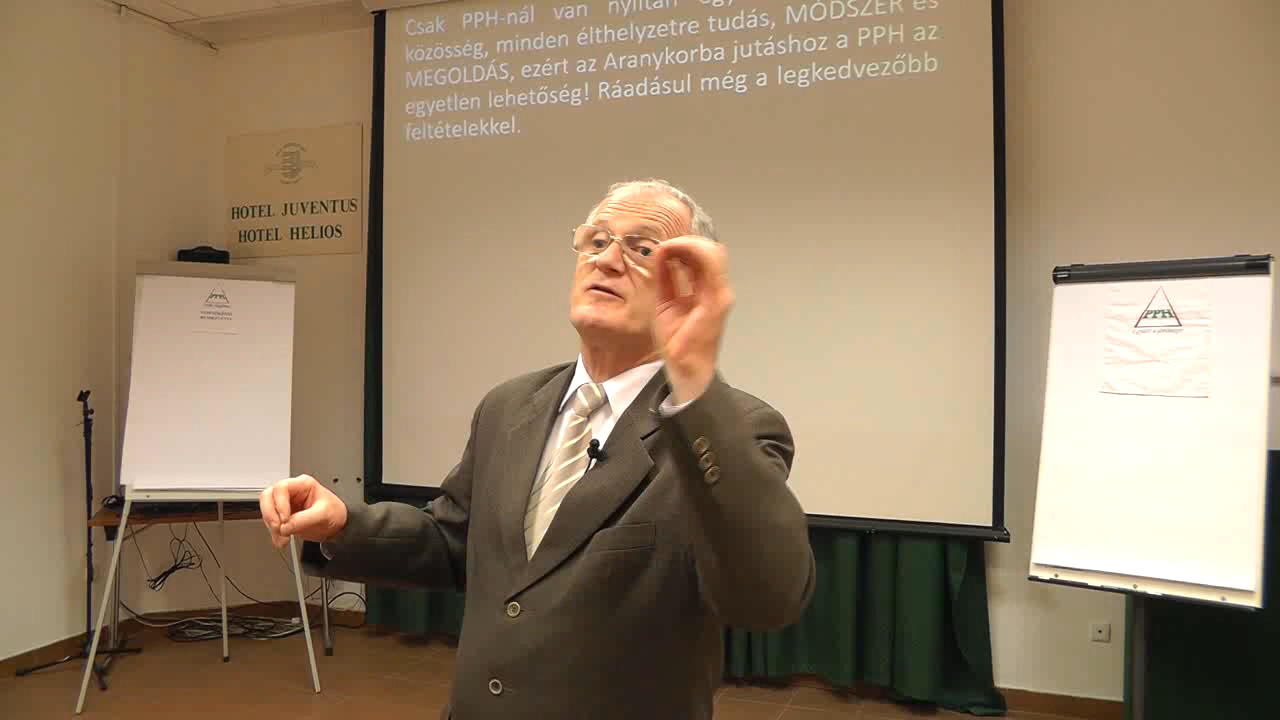 Csak PPH-nál van nyíltan
közösség, minden élthelyzetre tudás, MÓDSZER és
MEGOLDÁS, ezért az Aranykorba jutáshoz a PPH az
egyetlen lehetőség! Ráadásul még a legkedvezőbb
feltételekkel.
HOTEL JUVENTUS
HOTEL HELIOS
PPH
PPH